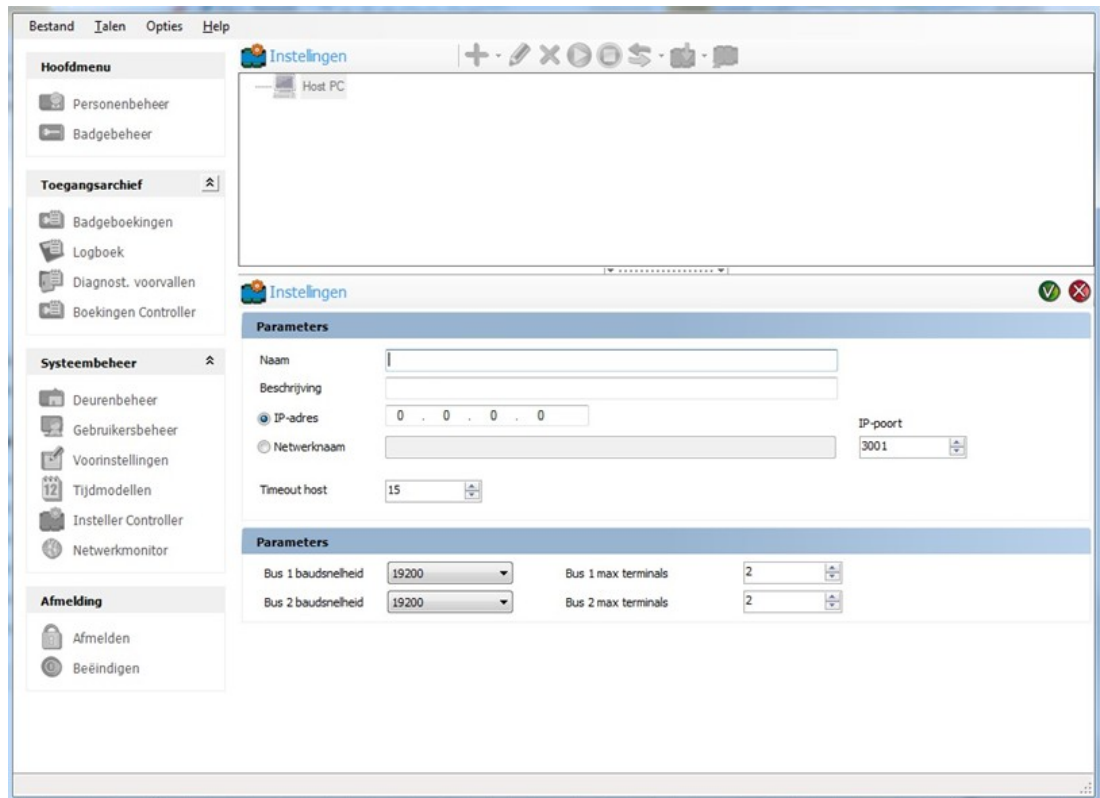 Bestand Talen Opties Help
Hoofdmenu
Personenbeheer
Badgebeheer
Toegangsarchief
Badgeboekingen
Logboek
Diagnost. voorvallen
Boekingen Controller
Systeembeheer
Deurenbeheer
Gebruikersbeheer
Voorinstellingen
12
Tijdmodellen
Insteller Controller
Netwerkmonitor
Afmelding
Afmelden
Beëindigen
Instellingen
Host PC
Instellingen
Parameters
Naam
Beschrijving
IP-adres 0 . 0 . 0 . 0
IP-poort
Netwerknaam 3001
Timeout host 15
Parameters
Bus 1 baudsnelheid 19200 Bus 1 max terminals 2
Bus 2 baudsnelheid 19200 Bus 2 max terminals 2